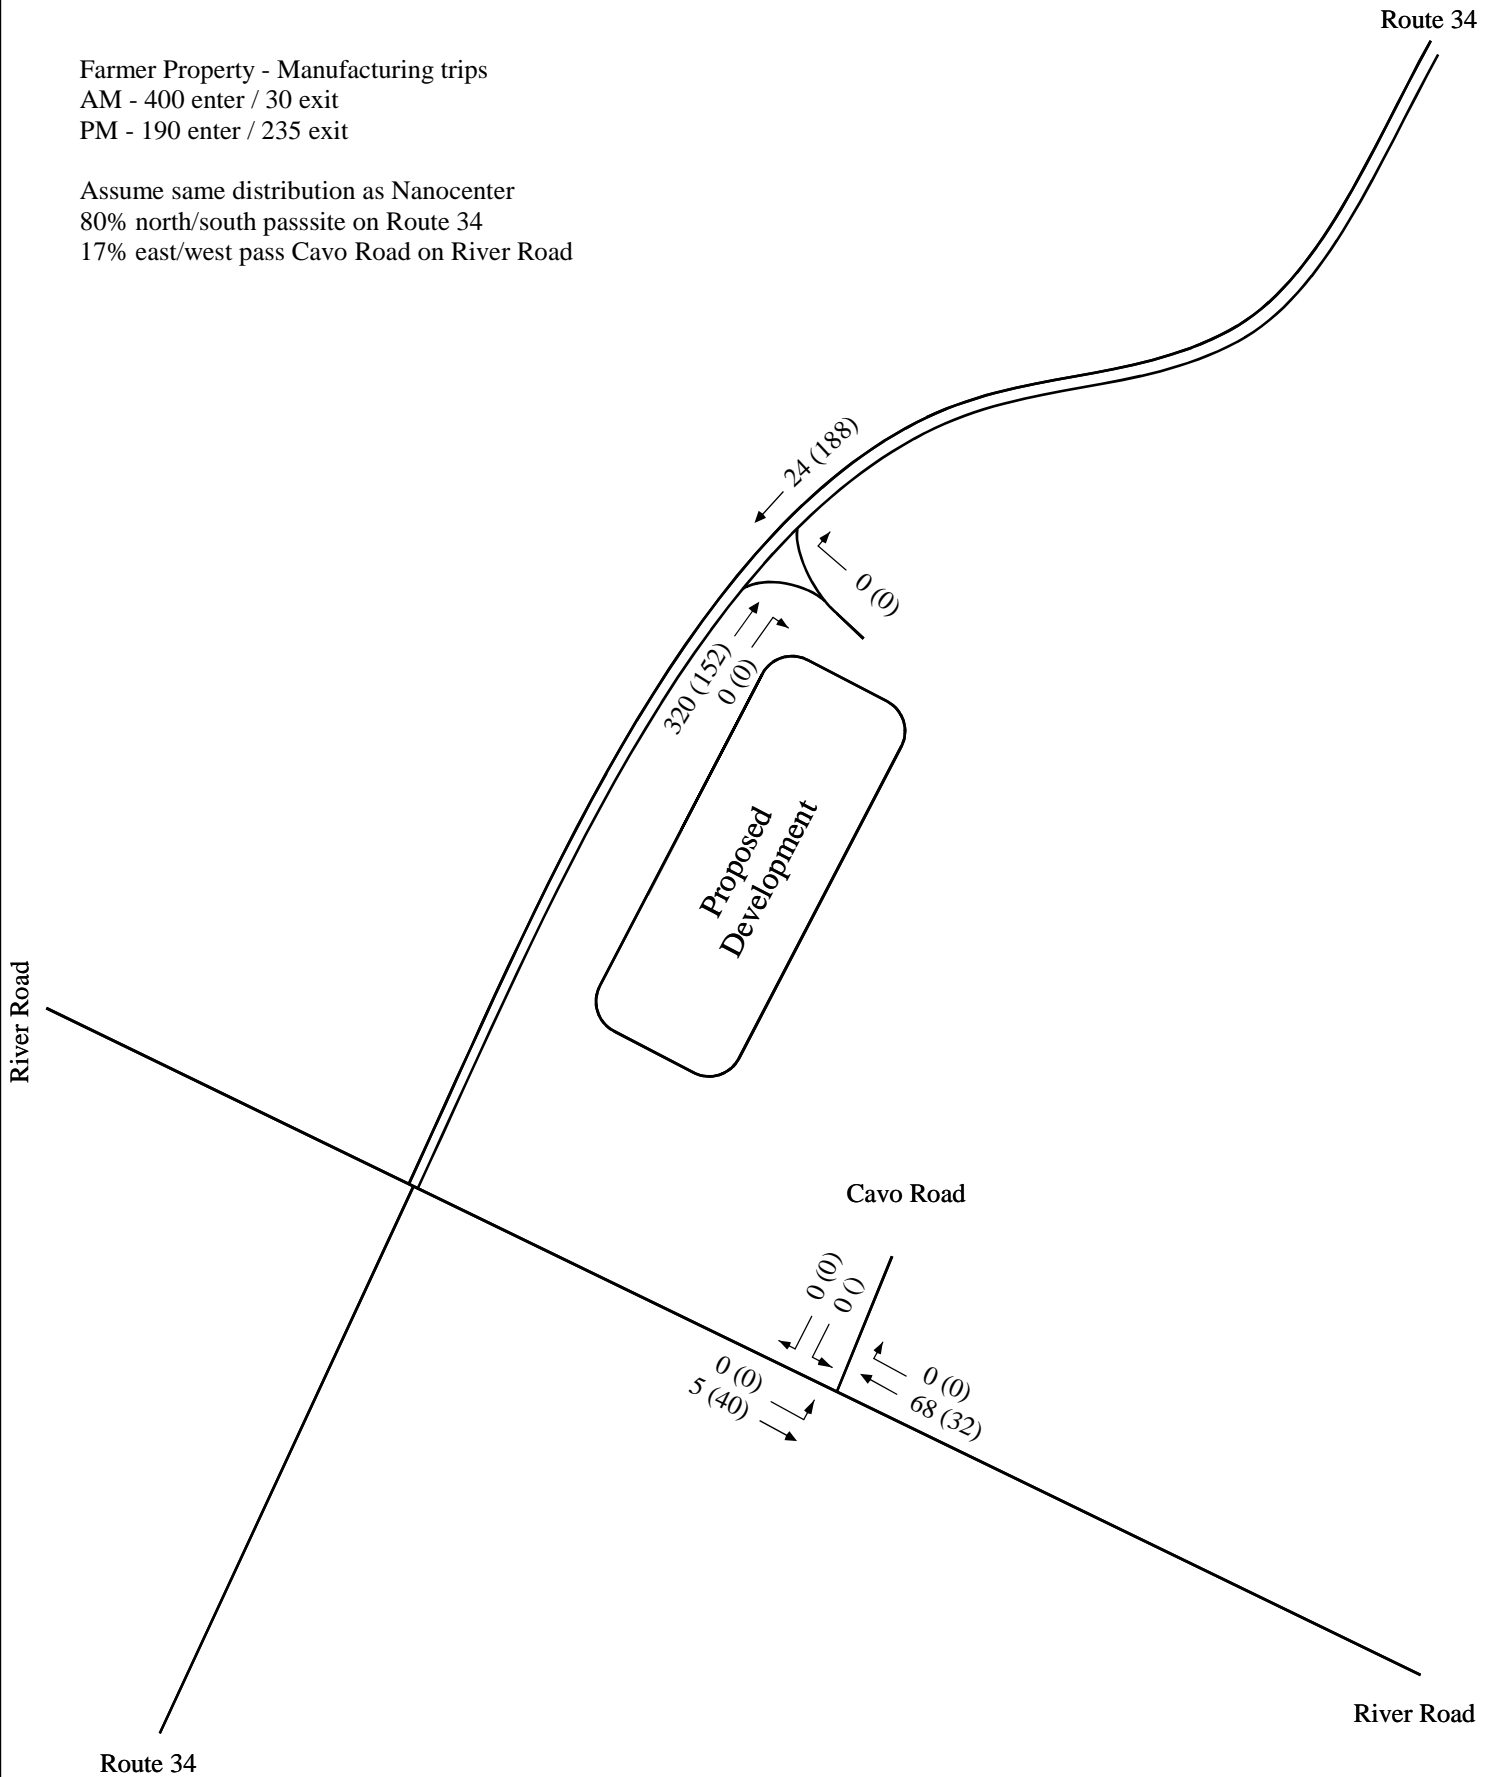 Route 34
Farmer Property - Manufacturing trips
AM - 400 enter / 30 exit
PM - 190 enter / 235 exit
Assume same distribution as Nanocenter
80% north/south passsite on Route 34
17% east/west pass Cavo Road on River Road
24 (188)
0 (0)
320 (152)
0 (0)
Proposed
Development
River Road
Cavo Road
0 (0)
0 ()
0 (0)
5 (40)
0 (0)
68 (32)
River Road
Route 34